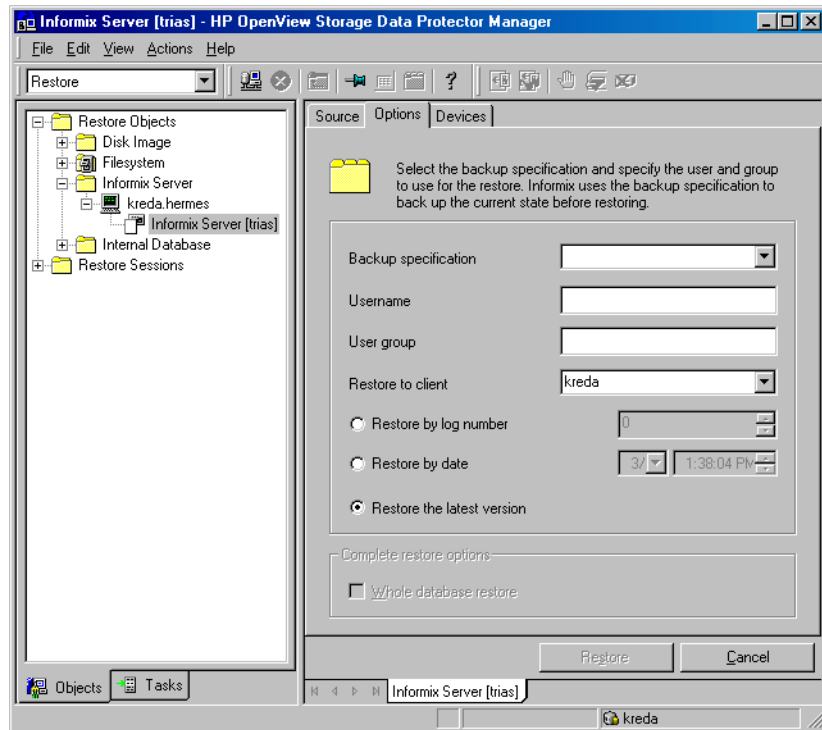 Informix Server [trias] - HP OpenView Storage Data Protector Manager
File Edit View Actions Help
Restore
Restore Objects
Disk Image
Filesystem
Informix Server
kreda.hermes
Informix Server [trias]
Internal Database
Restore Sessions
Objects Tasks
Source Options Devices
Select the backup specification and specify the user and group
to use for the restore. Informix uses the backup specification to
back up the current state before restoring.
Backup specification
Username
User group
Restore to client kreda
Restore by log number 0
Restore by date 3/ 1:38:04 PM
Restore the latest version
Complete restore options
Whole database restore
Restore Cancel
Informix Server [trias]
kreda